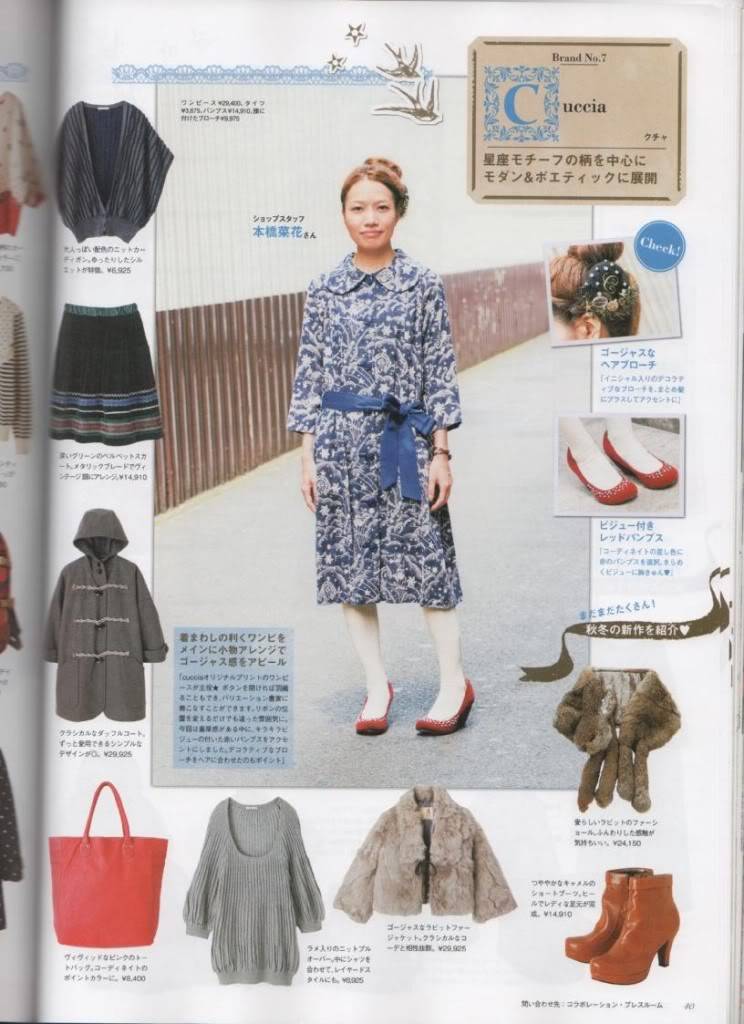 Brand No.7
Cuccia
クチャ
星座モチーフの柄を中心に
モダン&ポエティックに展開
ワンピース¥29,400、タイツ
¥3,675、パンプス¥14,910、腰に
付けたブローチ¥9,975
ショップスタッフ
本橋菜花さん
大人っぽい配色のニットカー
ディガン。ゆったりしたシル
エットが特徴。¥6,925
深いグリーンのベルベットスカ
ート。メタリックブレードでヴィ
ンテージ調にアレンジ。¥14,910
クラシカルなダッフルコート。
ずっと愛用できるシンプルな
デザインが◎。¥29,925
Check!
ゴージャスな
ヘアブローチ
「イニシャル入りのデコラテ
ィブなブローチを、まとめ髪
にプラスしてアクセントに」
ビジュー付き
レッドパンプス
「コーディネイトの差し色に
赤のパンプスを選択。きらめ
くビジューに胸きゅん♥」
まだまだたくさん!
秋冬の新作を紹介♥
着まわしの利くワンピを
メインに小物アレンジで
ゴージャス感をアピール
「cucciaオリジナルプリントのワンピ
ースが主役★ ボタンを開ければ羽織
ることもでき、バリエーション豊富に
着こなすことができます。リボンの位
置を変えるだけでも違った雰囲気に。
今回は重厚感がある中に、キラキラビ
ジューの付いた赤いパンプスをアクセ
ントにしました。デコラティブなブロ
ーチをヘアに合わせたのもポイント」
愛らしいラビットのファーシ
ョール。ふんわりした感触が
気持ちいい。¥24,150
ヴィヴィッドなピンクのトー
トバッグ。コーディネイトの
ポイントカラーに。¥8,400
ラメ入りのニットプル
オーバー。中にシャツを
合わせて、レイヤードス
タイルにも。¥8,925
ゴージャスなラビットファー
ジャケット。クラシカルなコ
ーデと相性抜群。¥29,925
つややかなキャメルの
ショートブーツ。ヒー
ルでレディな足元が完
成。¥14,910
問い合わせ先:コラボレーション・プレスルーム
40